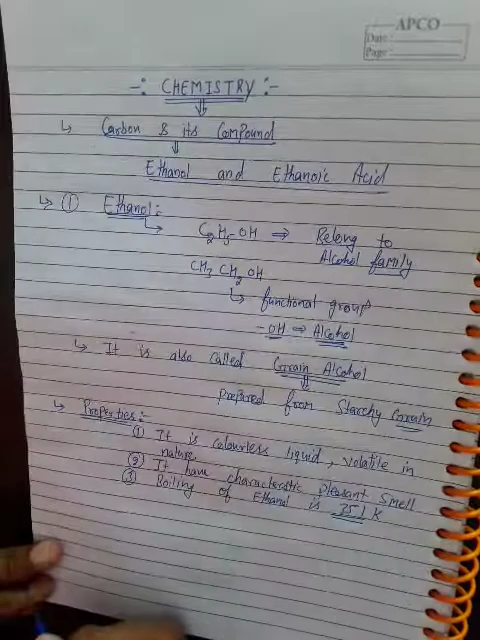 APCO
Date:
Page:
-: CHEMISTRY :-
↳ Carbon & its Compound
Ethanol and Ethanoic Acid
↳ ① Ethanol:
C₂H₅-OH ⇒ Belong to
Alcohol family
CH₃ CH₂ OH
↳ functional group
-OH ⇒ Alcohol
↳ It is also called Grain Alcohol
prepared from Starchy Grain
↳ Properties:-
① It is colourless liquid, volatile in
nature.
② It have characterstic pleasant smell
③ Boiling of Ethanol is 351 K